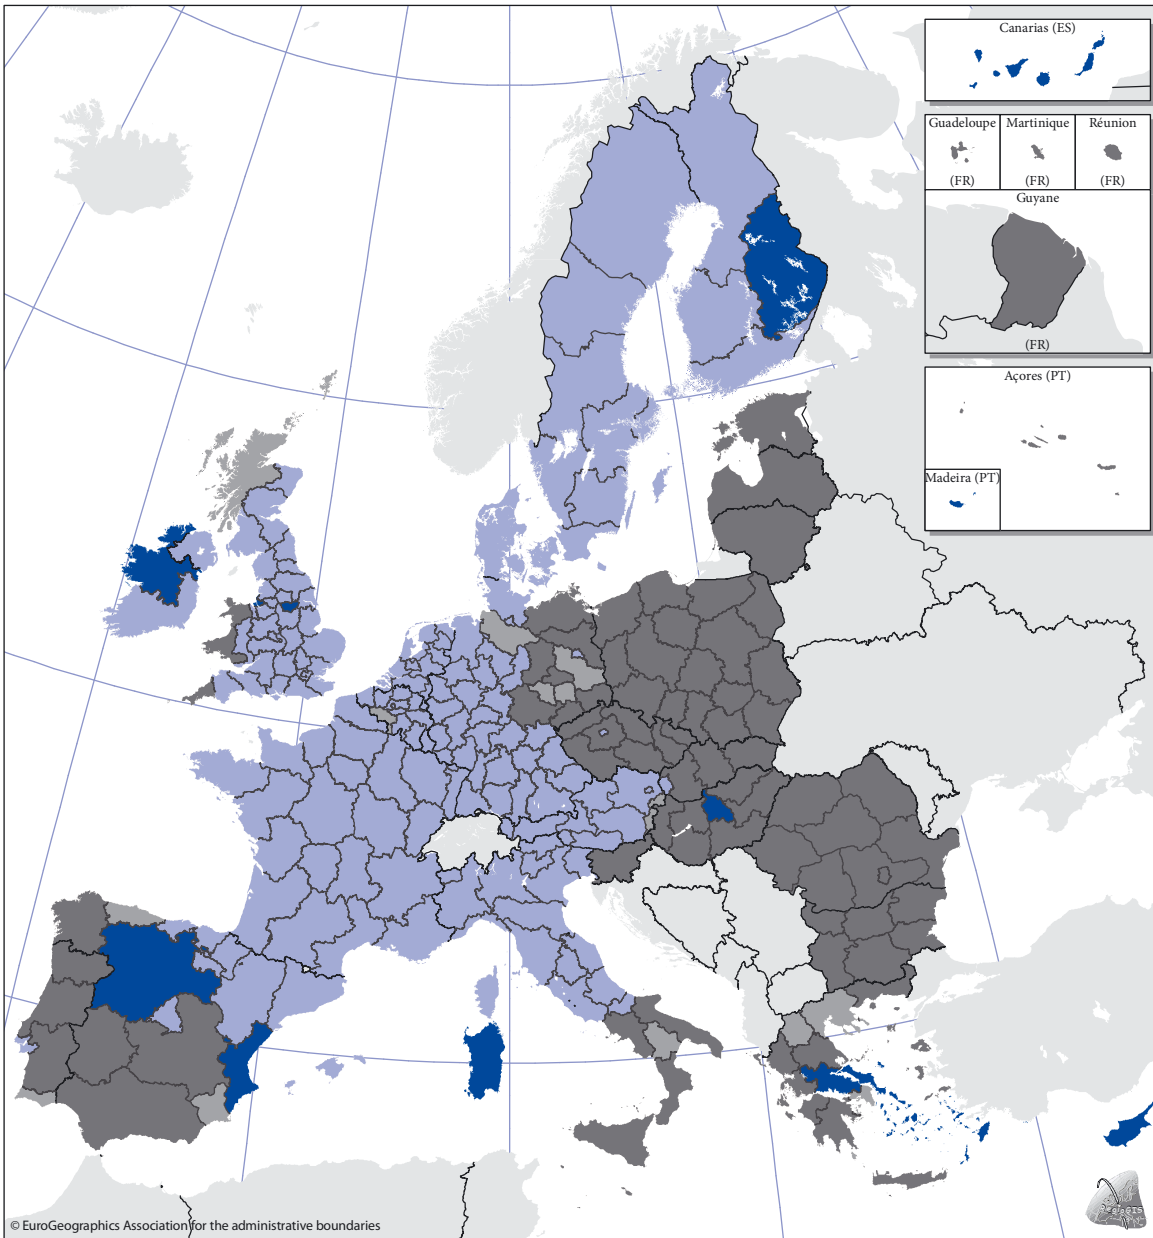 Canarias (ES)
Guadeloupe
Martinique
Réunion
(FR)
(FR)
(FR)
Guyane
(FR)
Açores (PT)
Madeira (PT)
RegioGIS
© EuroGeographics Association for the administrative boundaries